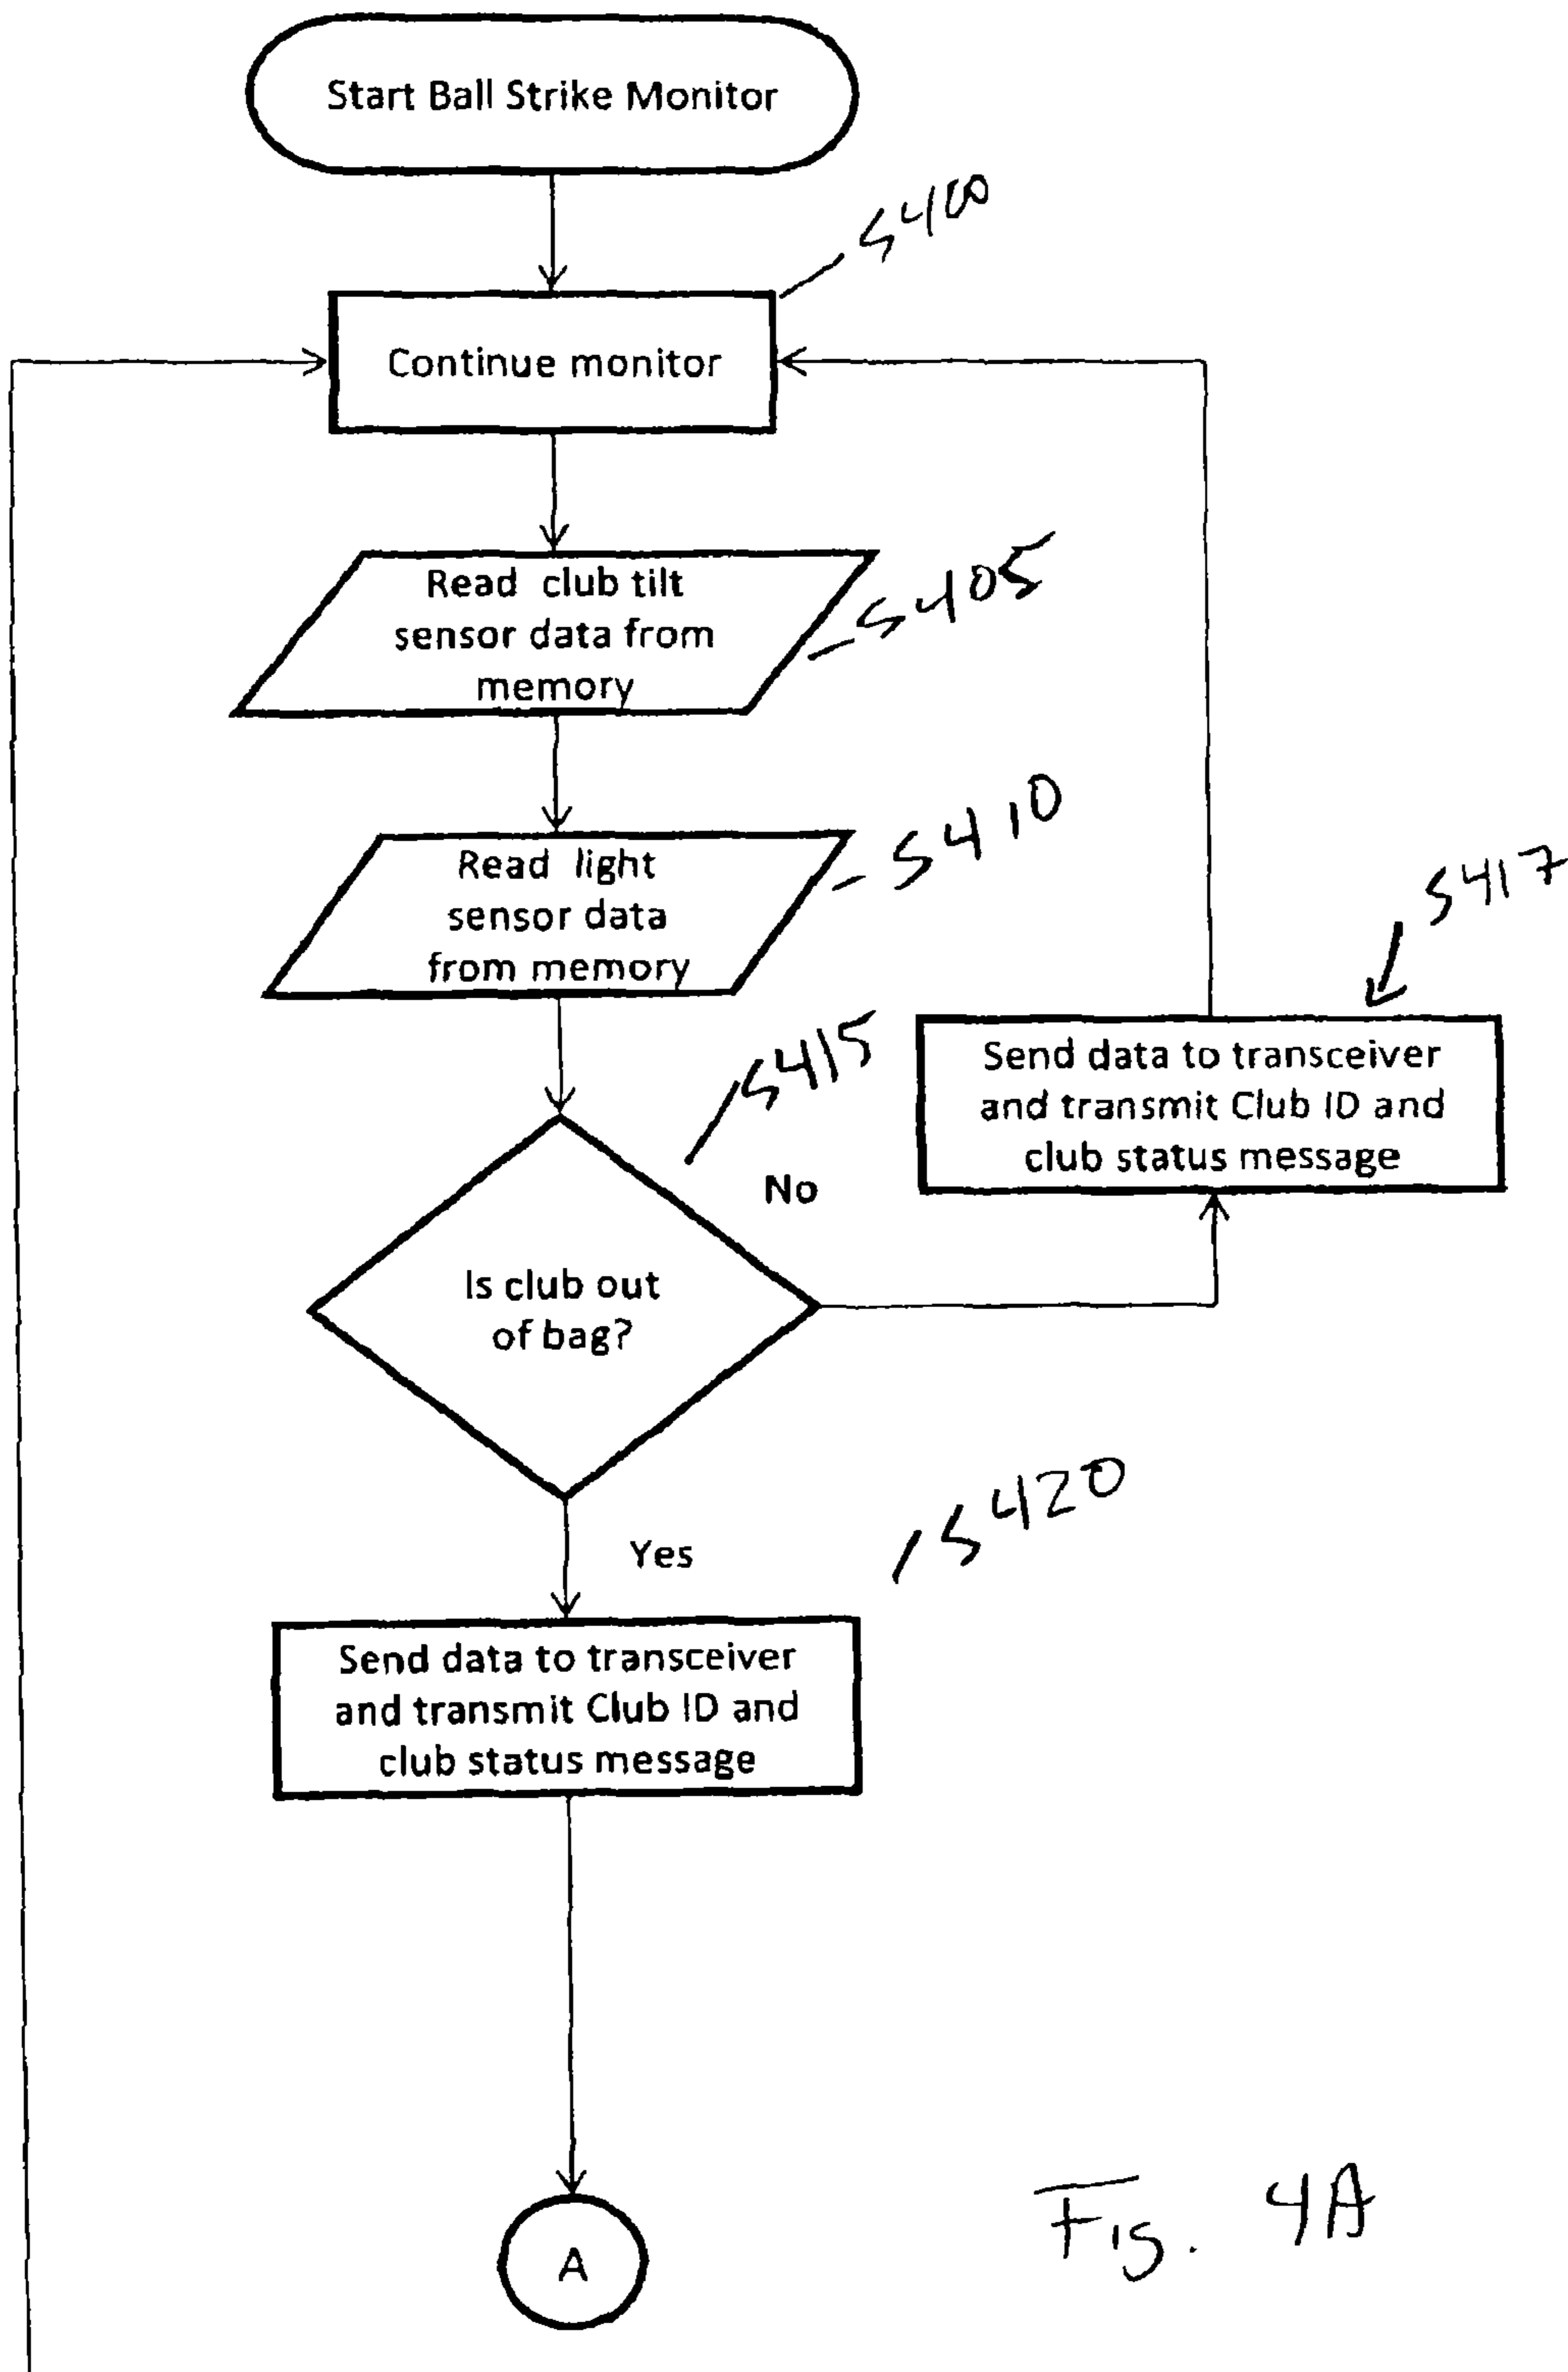 Start Ball Strike Monitor
S400
Continue monitor
Read club tilt
sensor data from
memory
S405
Read light
sensor data
from memory
S410
S417
Send data to transceiver
and transmit Club ID and
club status message
S415
No
Is club out
of bag?
Yes
S420
Send data to transceiver
and transmit Club ID and
club status message
A
Fig. 4A